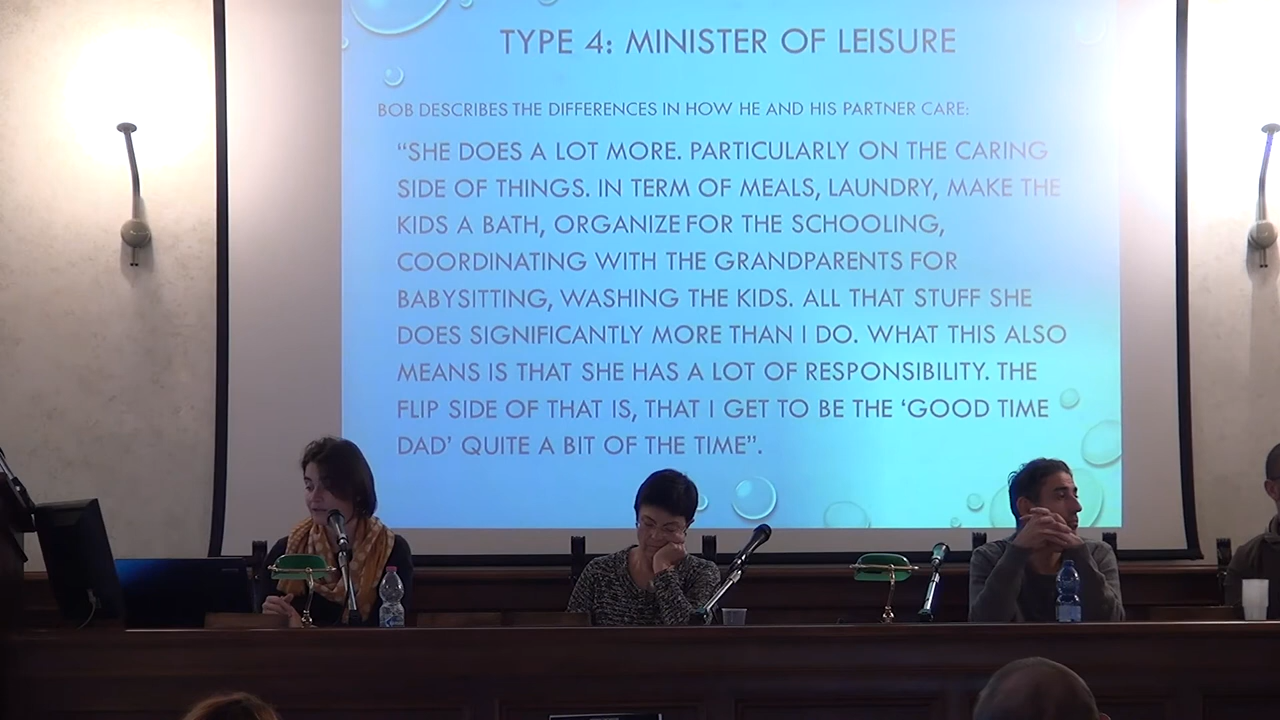 TYPE 4: MINISTER OF LEISURE
BOB DESCRIBES THE DIFFERENCES IN HOW HE AND HIS PARTNER CARE:
“SHE DOES A LOT MORE. PARTICULARLY ON THE CARING
SIDE OF THINGS. IN TERM OF MEALS, LAUNDRY, MAKE THE
KIDS A BATH, ORGANIZE FOR THE SCHOOLING,
COORDINATING WITH THE GRANDPARENTS FOR
BABYSITTING, WASHING THE KIDS. ALL THAT STUFF SHE
DOES SIGNIFICANTLY MORE THAN I DO. WHAT THIS ALSO
MEANS IS THAT SHE HAS A LOT OF RESPONSIBILITY. THE
FLIP SIDE OF THAT IS, THAT I GET TO BE THE ‘GOOD TIME
DAD’ QUITE A BIT OF THE TIME”.